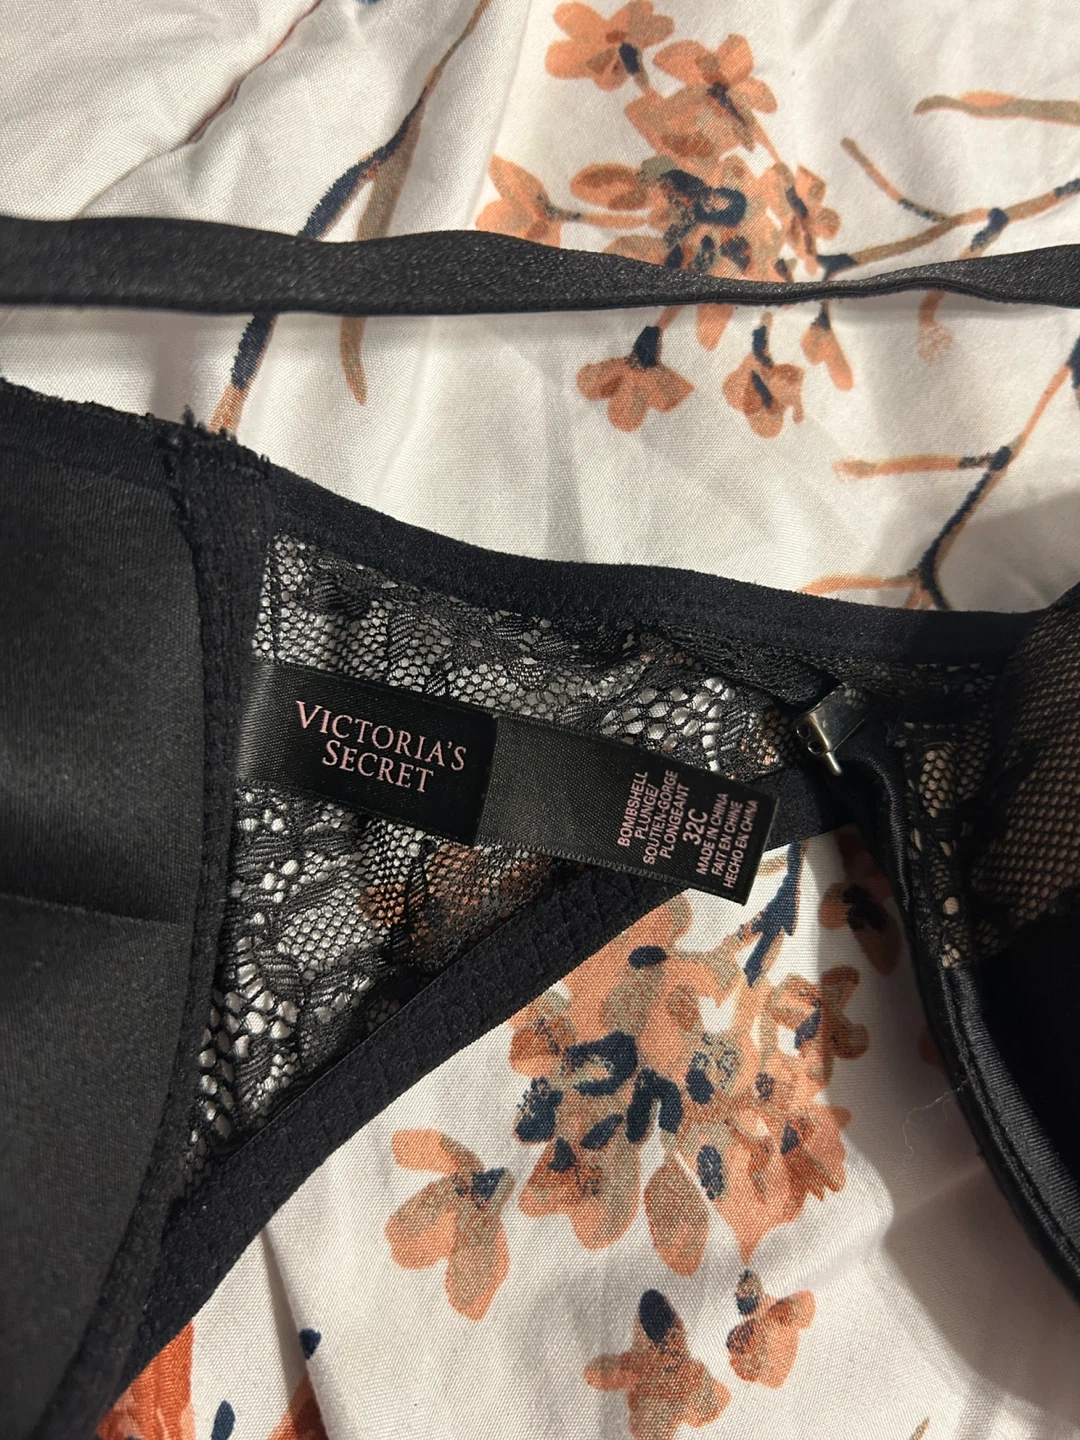 VICTORIA'S
SECRET
BOMBSHELL
PLUNGE/
SOUTIEN-GORGE
PLONGEANT
32C
MADE IN CHINA
FAIT EN CHINE
HECHO EN CHINA